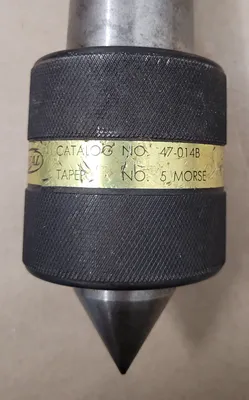 CATALOG NO. 47-014B
TAPER NO. 5 MORSE